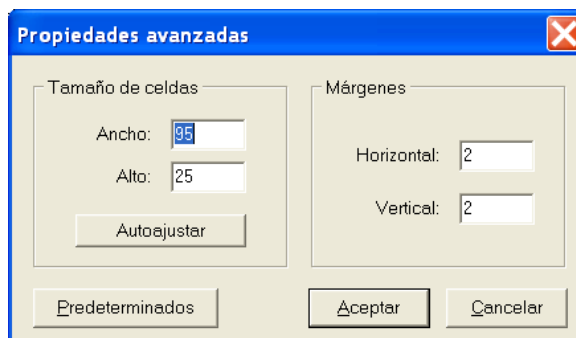 Propiedades avanzadas
Tamaño de celdas
Ancho: 95
Alto: 25
Autoajustar
Márgenes
Horizontal: 2
Vertical: 2
Predeterminados
Aceptar
Cancelar